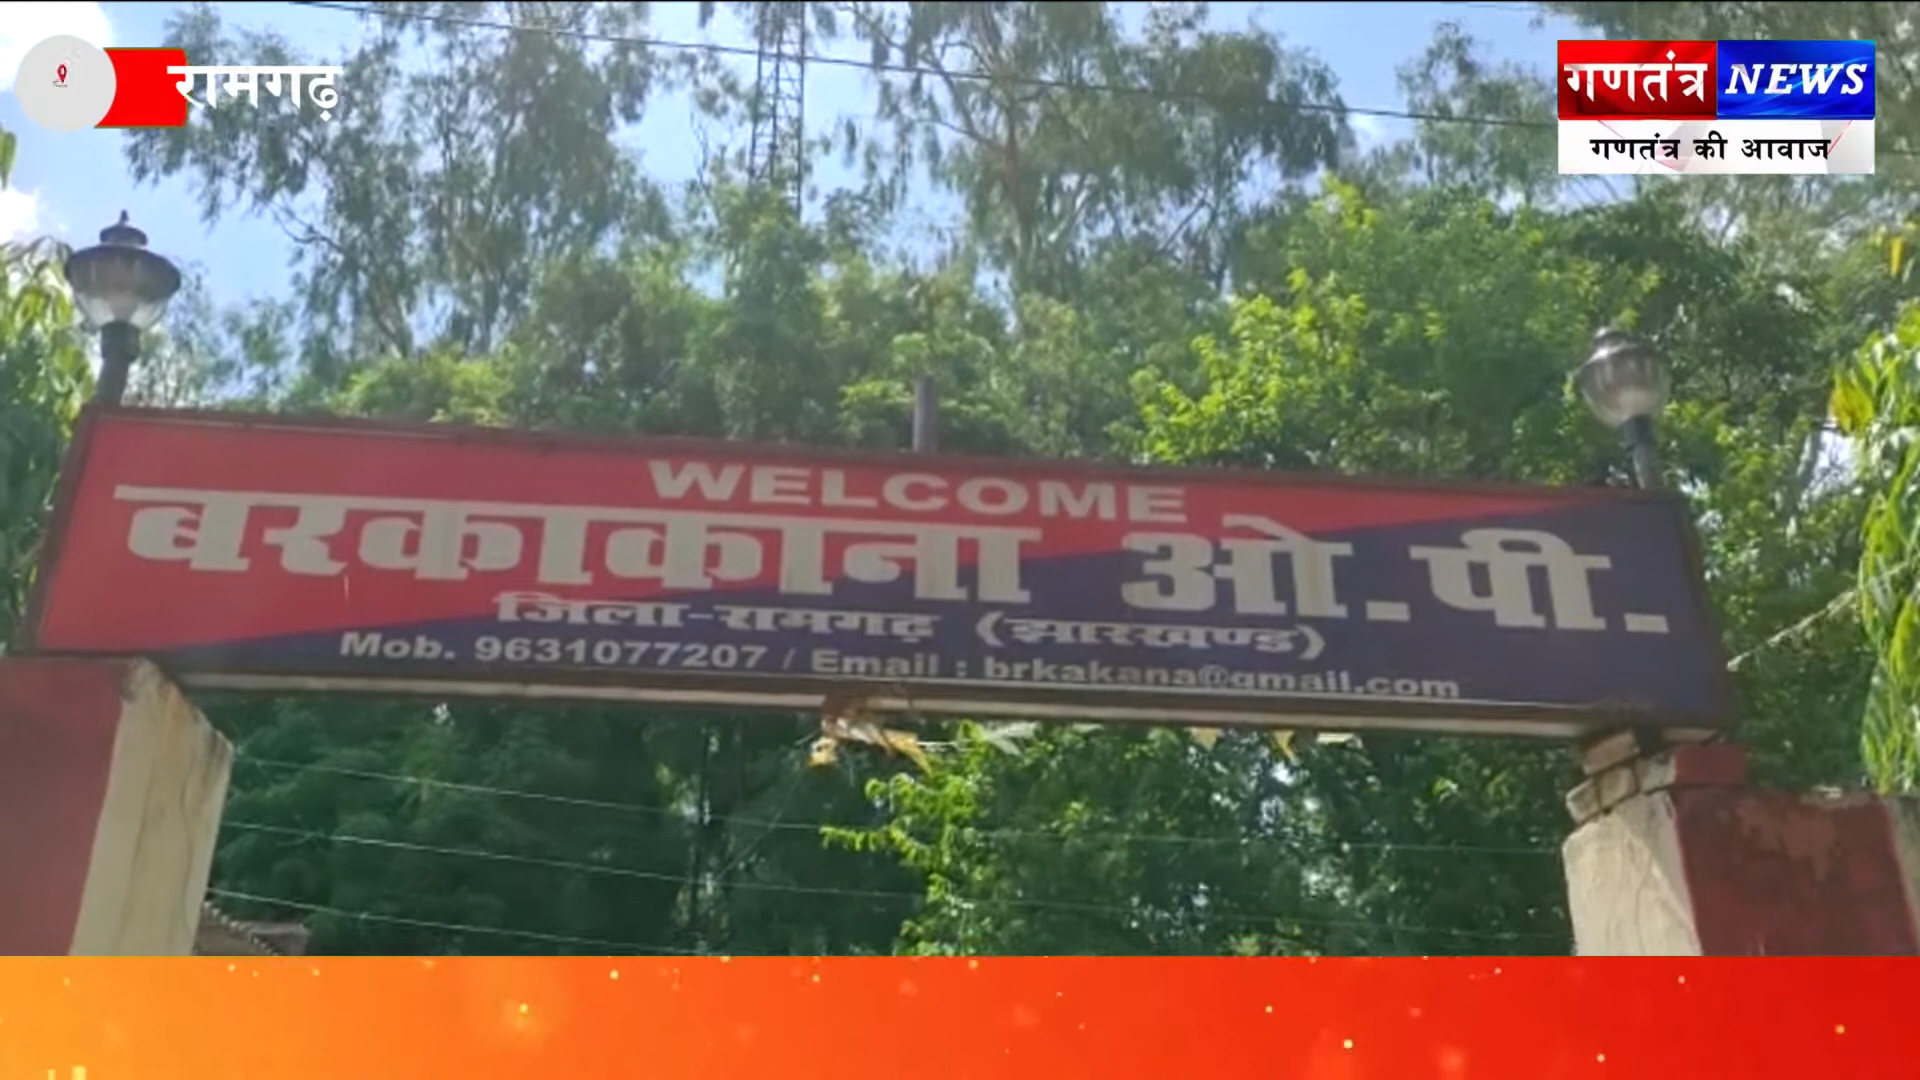 रामगढ़
गणतंत्र NEWS
गणतंत्र की आवाज
WELCOME
बरकाकाना ओ.पी.
जिला-रामगढ़ (झारखण्ड)
Mob. 9631077207 / Email : brkakana@gmail.com